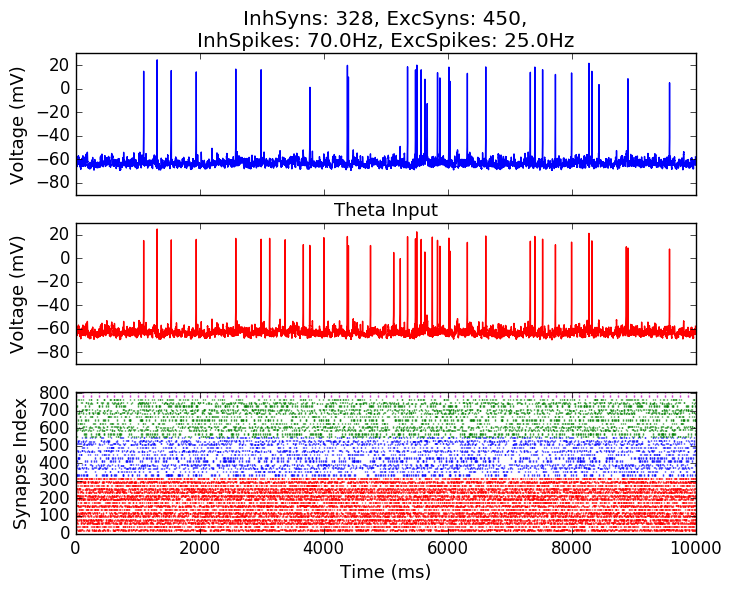 InhSyns: 328, ExcSyns: 450,
InhSpikes: 70.0Hz, ExcSpikes: 25.0Hz
Voltage (mV)
20
0
−20
−40
−60
−80
Theta Input
Voltage (mV)
20
0
−20
−40
−60
−80
Synapse Index
800
700
600
500
400
300
200
100
0
0 2000 4000 6000 8000 10000
Time (ms)